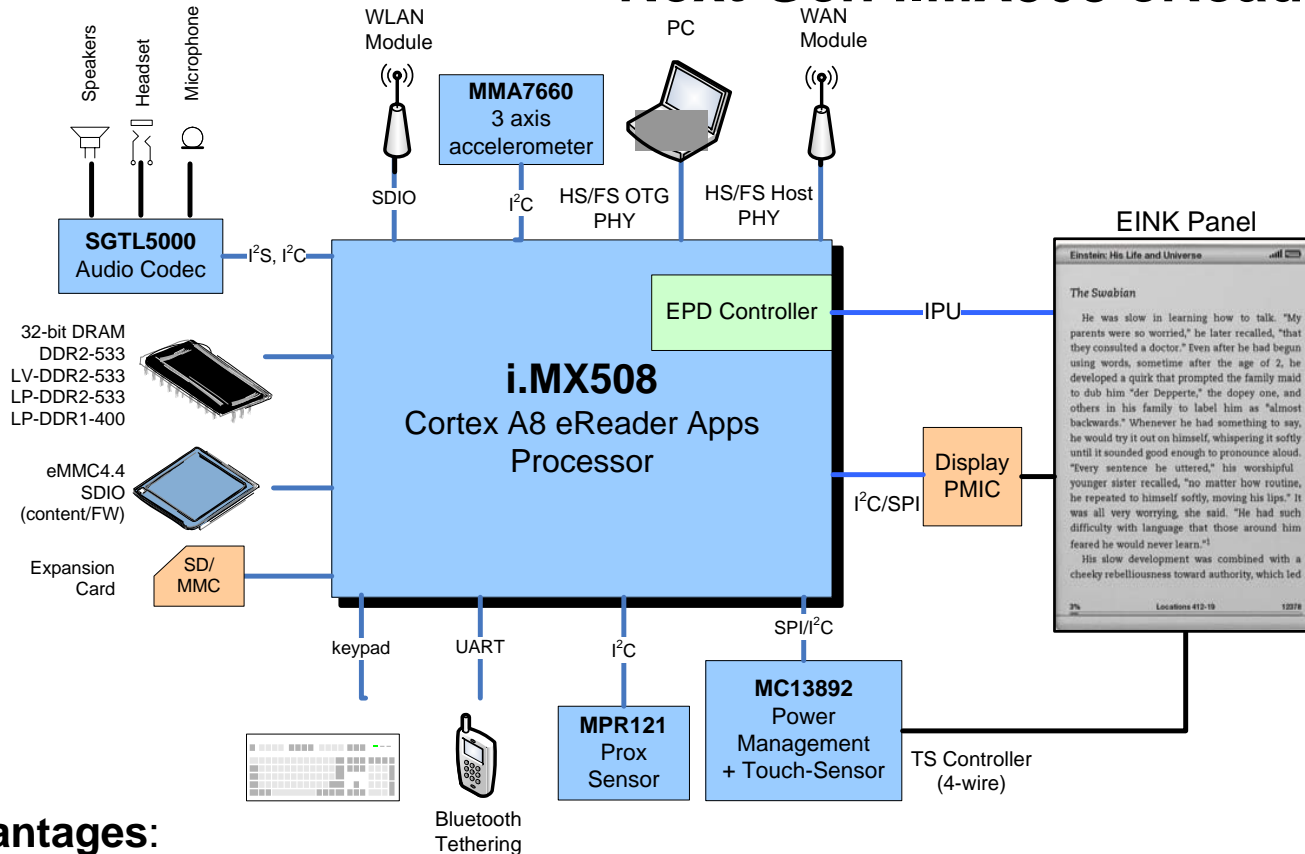 Speakers
Headset
Microphone
WLAN
Module
MMA7660
3 axis
accelerometer
PC
WAN
Module
SDIO
I²C
HS/FS OTG
PHY
HS/FS Host
PHY
SGTL5000
Audio Codec
I²S, I²C
EINK Panel
32-bit DRAM
DDR2-533
LV-DDR2-533
LP-DDR2-533
LP-DDR1-400
eMMC4.4
SDIO
(content/FW)
Expansion
Card
SD/
MMC
EPD Controller
IPU
i.MX508
Cortex A8 eReader Apps
Processor
I²C/SPI
Display
PMIC
Einstein: His Life and Universe
The Swabian
He was slow in learning how to talk. "My
parents were so worried," he later recalled, "that
they consulted a doctor." Even after he had begun
using words, sometime after the age of 2, he
developed a quirk that prompted the family maid
to dub him "der Depperte," the dopey one, and
others in his family to label him as "almost
backwards." Whenever he had something to say,
he would try it out on himself, whispering it softly
until it sounded good enough to pronounce aloud.
"Every sentence he uttered," his worshipful
younger sister recalled, "no matter how routine,
he repeated to himself softly, moving his lips." It
was all very worrying, she said. "He had such
difficulty with language that those around him
feared he would never learn."¹
His slow development was combined with a
cheeky rebelliousness toward authority, which led
3%
Locations 412-19
12378
keypad
UART
I²C
SPI/I²C
Bluetooth
Tethering
MPR121
Prox
Sensor
MC13892
Power
Management
+ Touch-Sensor
TS Controller
(4-wire)
antages: